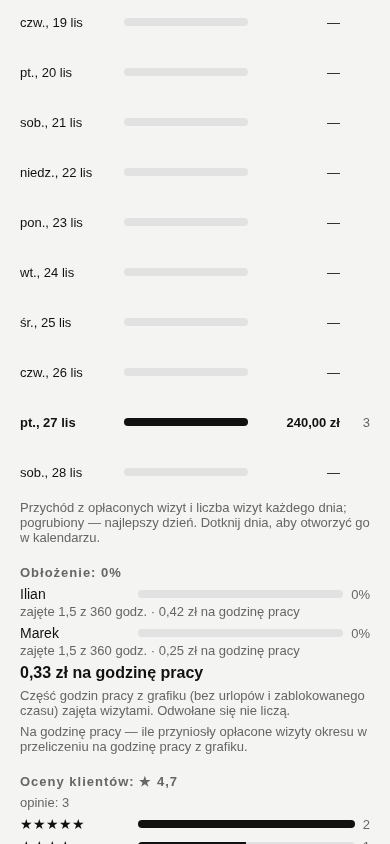 czw., 19 lis —
pt., 20 lis —
sob., 21 lis —
niedz., 22 lis —
pon., 23 lis —
wt., 24 lis —
śr., 25 lis —
czw., 26 lis —
pt., 27 lis 240,00 zł 3
sob., 28 lis —
Przychód z opłaconych wizyt i liczba wizyt każdego dnia;
pogrubiony — najlepszy dzień. Dotknij dnia, aby otworzyć go
w kalendarzu.
Obłożenie: 0%
Ilian 0%
zajęte 1,5 z 360 godz. · 0,42 zł na godzinę pracy
Marek 0%
zajęte 1,5 z 360 godz. · 0,25 zł na godzinę pracy
0,33 zł na godzinę pracy
Część godzin pracy z grafiku (bez urlopów i zablokowanego
czasu) zajęta wizytami. Odwołane się nie liczą.
Na godzinę pracy — ile przyniosły opłacone wizyty okresu w
przeliczeniu na godzinę pracy z grafiku.
Oceny klientów: ★ 4,7
opinie: 3
★★★★★ 2